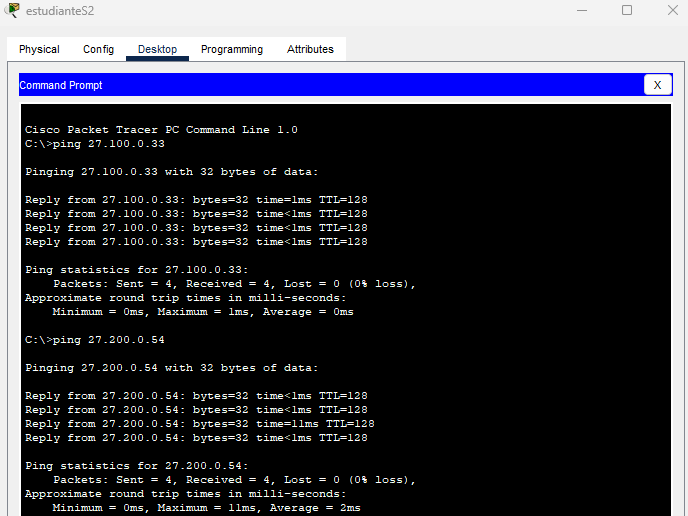 estudianteS2
Physical Config Desktop Programming Attributes
Command Prompt X
Cisco Packet Tracer PC Command Line 1.0
C:\>ping 27.100.0.33
Pinging 27.100.0.33 with 32 bytes of data:
Reply from 27.100.0.33: bytes=32 time=1ms TTL=128
Reply from 27.100.0.33: bytes=32 time<1ms TTL=128
Reply from 27.100.0.33: bytes=32 time<1ms TTL=128
Reply from 27.100.0.33: bytes=32 time<1ms TTL=128
Ping statistics for 27.100.0.33:
Packets: Sent = 4, Received = 4, Lost = 0 (0% loss),
Approximate round trip times in milli-seconds:
Minimum = 0ms, Maximum = 1ms, Average = 0ms
C:\>ping 27.200.0.54
Pinging 27.200.0.54 with 32 bytes of data:
Reply from 27.200.0.54: bytes=32 time<1ms TTL=128
Reply from 27.200.0.54: bytes=32 time<1ms TTL=128
Reply from 27.200.0.54: bytes=32 time=11ms TTL=128
Reply from 27.200.0.54: bytes=32 time<1ms TTL=128
Ping statistics for 27.200.0.54:
Packets: Sent = 4, Received = 4, Lost = 0 (0% loss),
Approximate round trip times in milli-seconds:
Minimum = 0ms, Maximum = 11ms, Average = 2ms